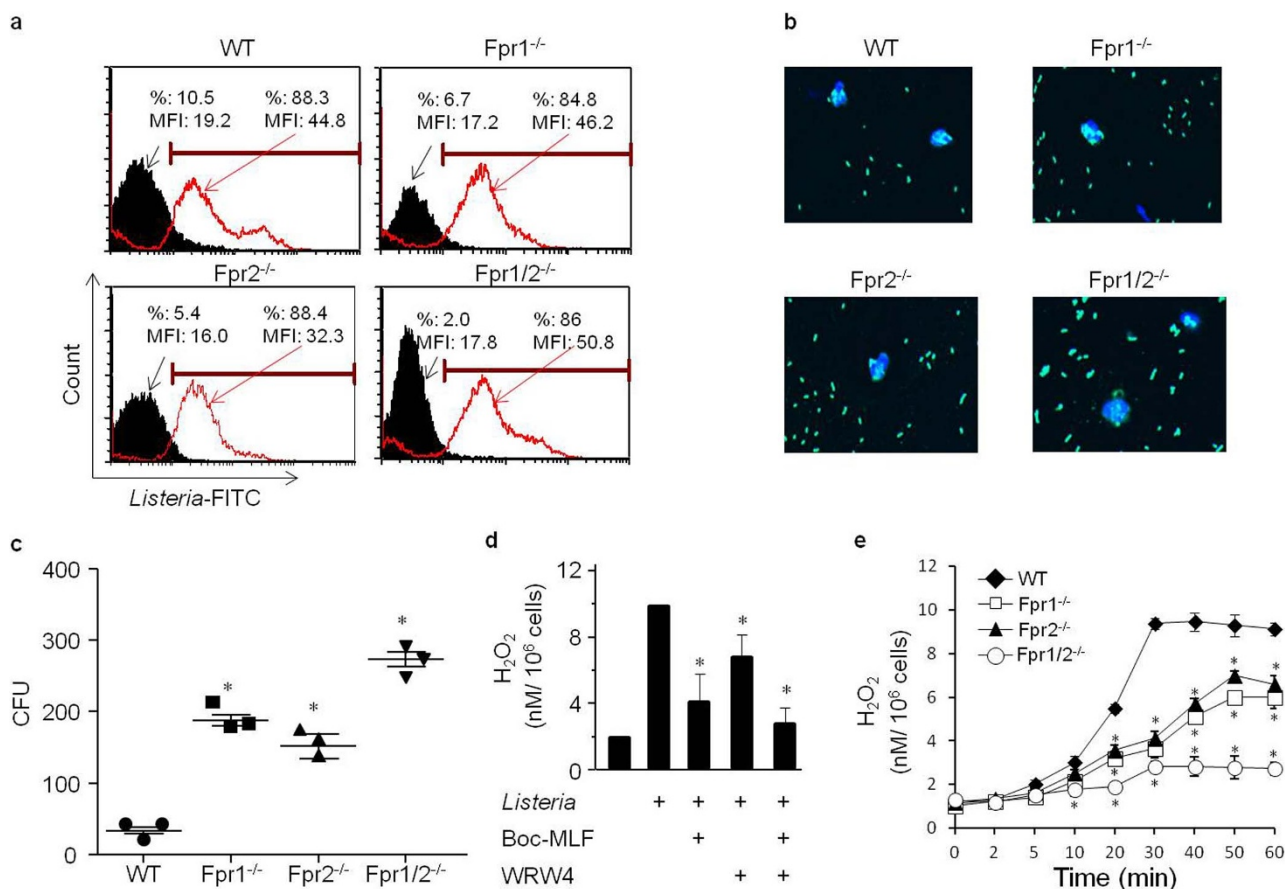 a
WT
%: 10.5 %: 88.3
MFI: 19.2 MFI: 44.8
Fpr1⁻/⁻
%: 6.7 %: 84.8
MFI: 17.2 MFI: 46.2
Fpr2⁻/⁻
%: 5.4 %: 88.4
MFI: 16.0 MFI: 32.3
Fpr1/2⁻/⁻
%: 2.0 %: 86
MFI: 17.8 MFI: 50.8
Count
Listeria-FITC
b
WT Fpr1⁻/⁻
Fpr2⁻/⁻ Fpr1/2⁻/⁻
c
CFU
400
300
200
100
0
* * * *
WT Fpr1⁻/⁻ Fpr2⁻/⁻ Fpr1/2⁻/⁻
d
H₂O₂
(nM/ 10⁶ cells)
12
8
4
0
* * *
Listeria + + + +
Boc-MLF + +
WRW4 + +
e
H₂O₂
(nM/ 10⁶ cells)
12
10
8
6
4
2
0
WT
Fpr1⁻/⁻
Fpr2⁻/⁻
Fpr1/2⁻/⁻
* * * * *
* * * * *
* * * * * *
0 2 5 10 20 30 40 50 60
Time (min)